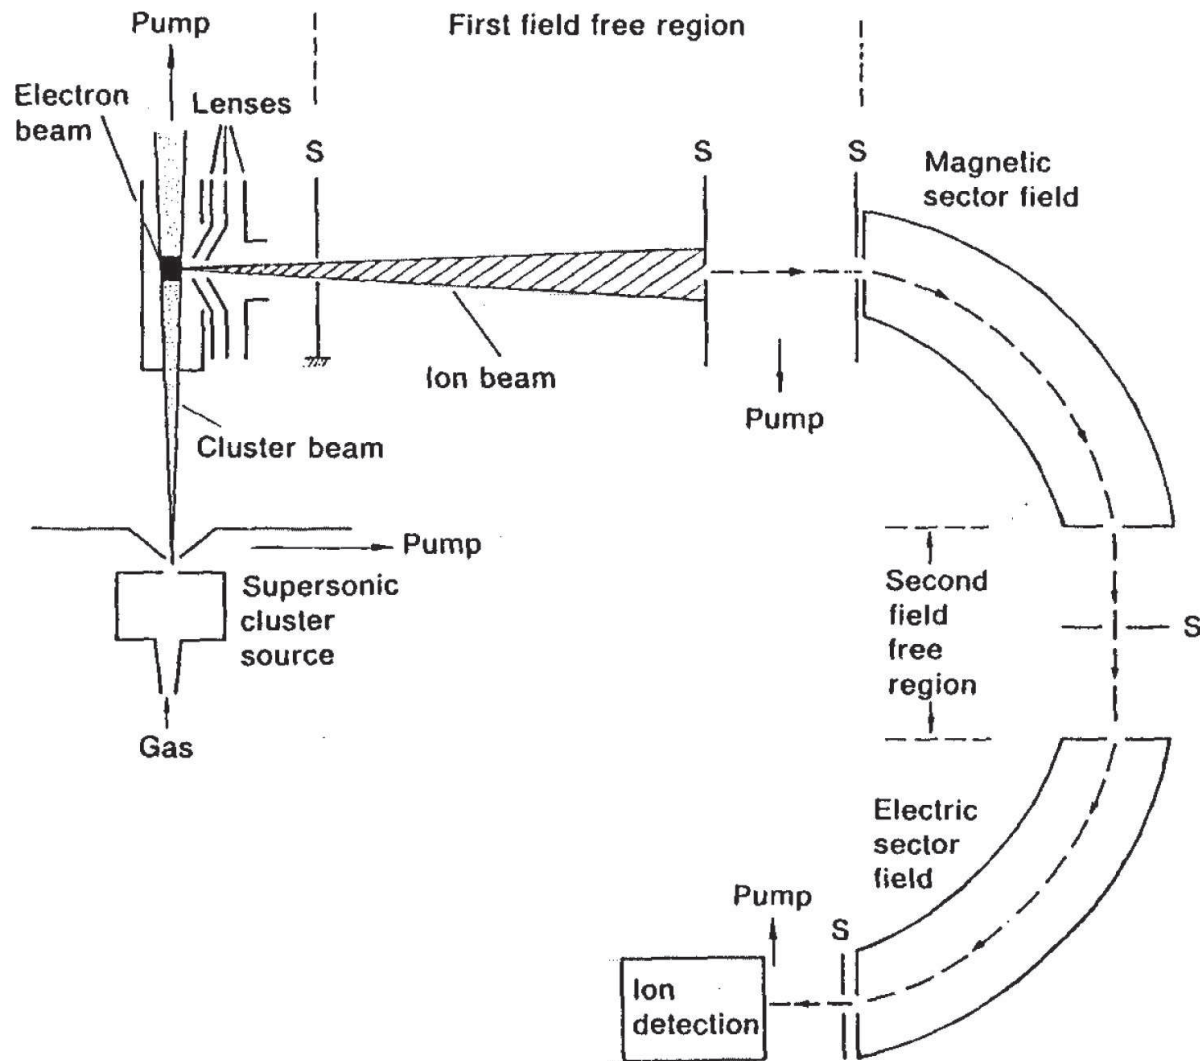 Pump
First field free region
Electron
beam
Lenses
S
S
S
Magnetic
sector field
Ion beam
Pump
Cluster beam
Pump
Supersonic
cluster
source
Second
field
free
region
S
Gas
Electric
sector
field
Pump
S
Ion
detection